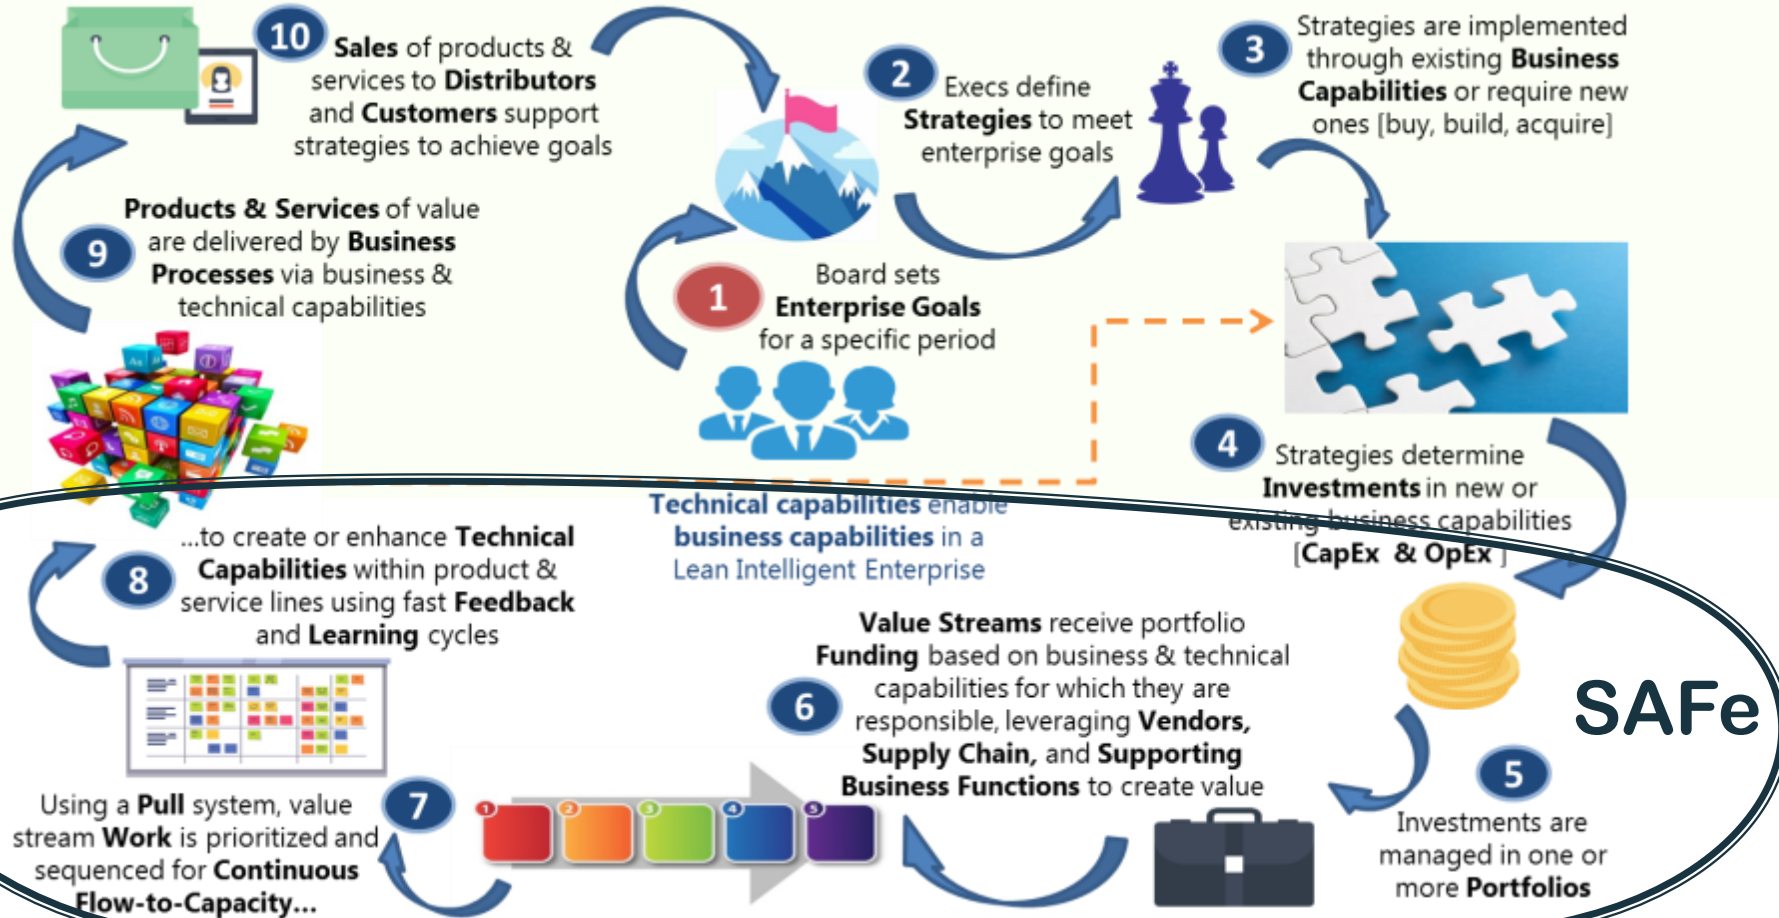 1
Board sets
Enterprise Goals
for a specific period
2
Execs define
Strategies to meet
enterprise goals
3
Strategies are implemented
through existing Business
Capabilities or require new
ones [buy, build, acquire]
4
Strategies determine
Investments in new or
existing business capabilities
[CapEx & OpEx ]
5
Investments are
managed in one or
more Portfolios
6
Value Streams receive portfolio
Funding based on business & technical
capabilities for which they are
responsible, leveraging Vendors,
Supply Chain, and Supporting
Business Functions to create value
1
2
3
4
5
7
Using a Pull system, value
stream Work is prioritized and
sequenced for Continuous
Flow-to-Capacity...
8
...to create or enhance Technical
Capabilities within product &
service lines using fast Feedback
and Learning cycles
9
Products & Services of value
are delivered by Business
Processes via business &
technical capabilities
10
Sales of products &
services to Distributors
and Customers support
strategies to achieve goals
Technical capabilities enable
business capabilities in a
Lean Intelligent Enterprise
SAFe